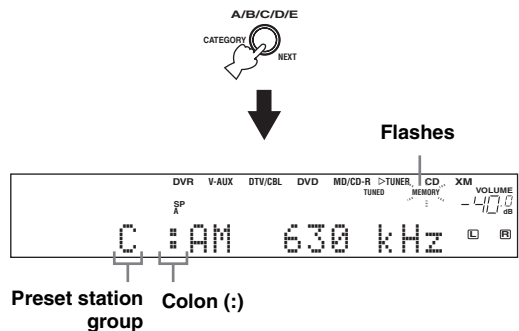 A/B/C/D/E
CATEGORY
NEXT
Flashes
DVR V-AUX DTV/CBL DVD MD/CD-R ▷TUNER CD XM
TUNED MEMORY VOLUME
SP
A
-40.0
dB
C :AM 630 kHz L R
Preset station
group
Colon (:)